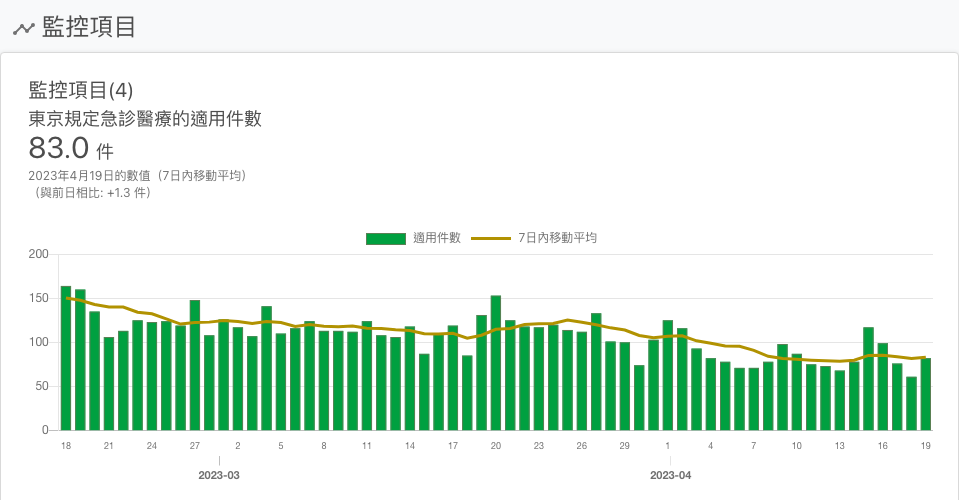 監控項目
監控項目(4)
東京規定急診醫療的適用件數
83.0 件
2023年4月19日的數值（7日內移動平均）
（與前日相比: +1.3 件）
適用件數 7日內移動平均
200
150
100
50
0
18 21 24 27 2 5 8 11 14 17 20 23 26 29 1 4 7 10 13 16 19
2023-03 2023-04